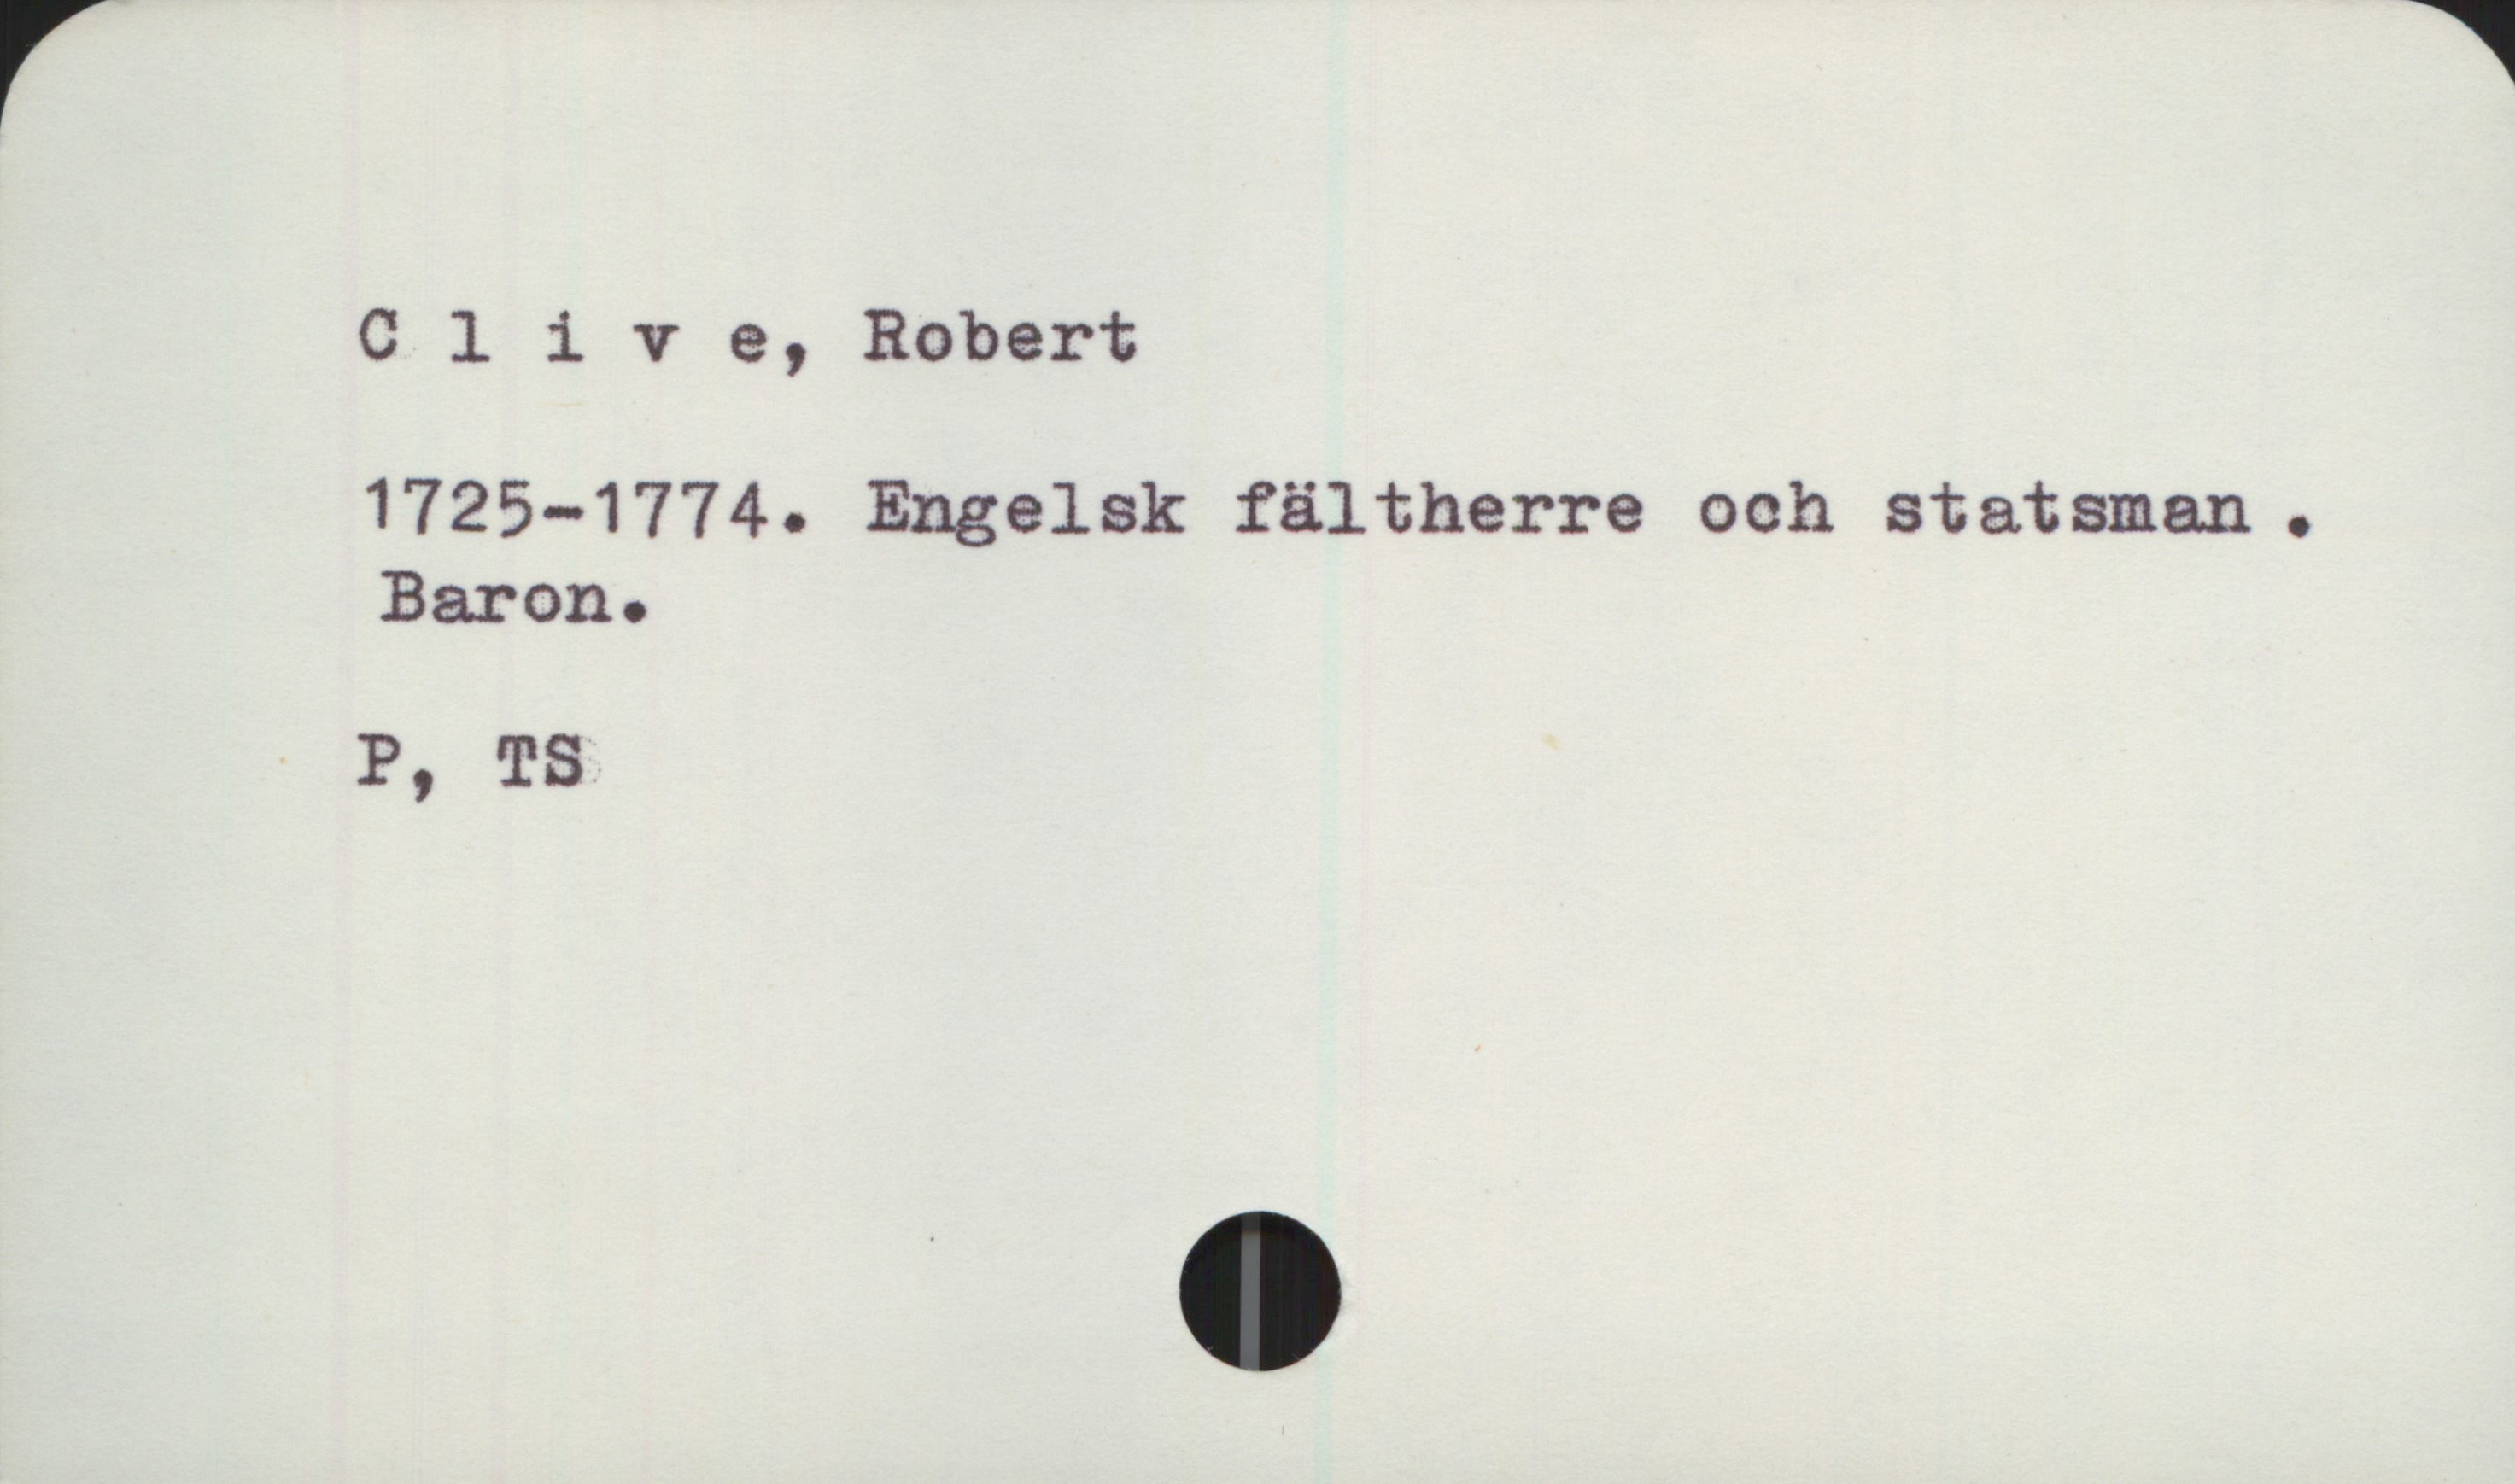 C l i v e, Robert
1725-1774. Engelsk fältherre och statsman .
Baron.
P, TS